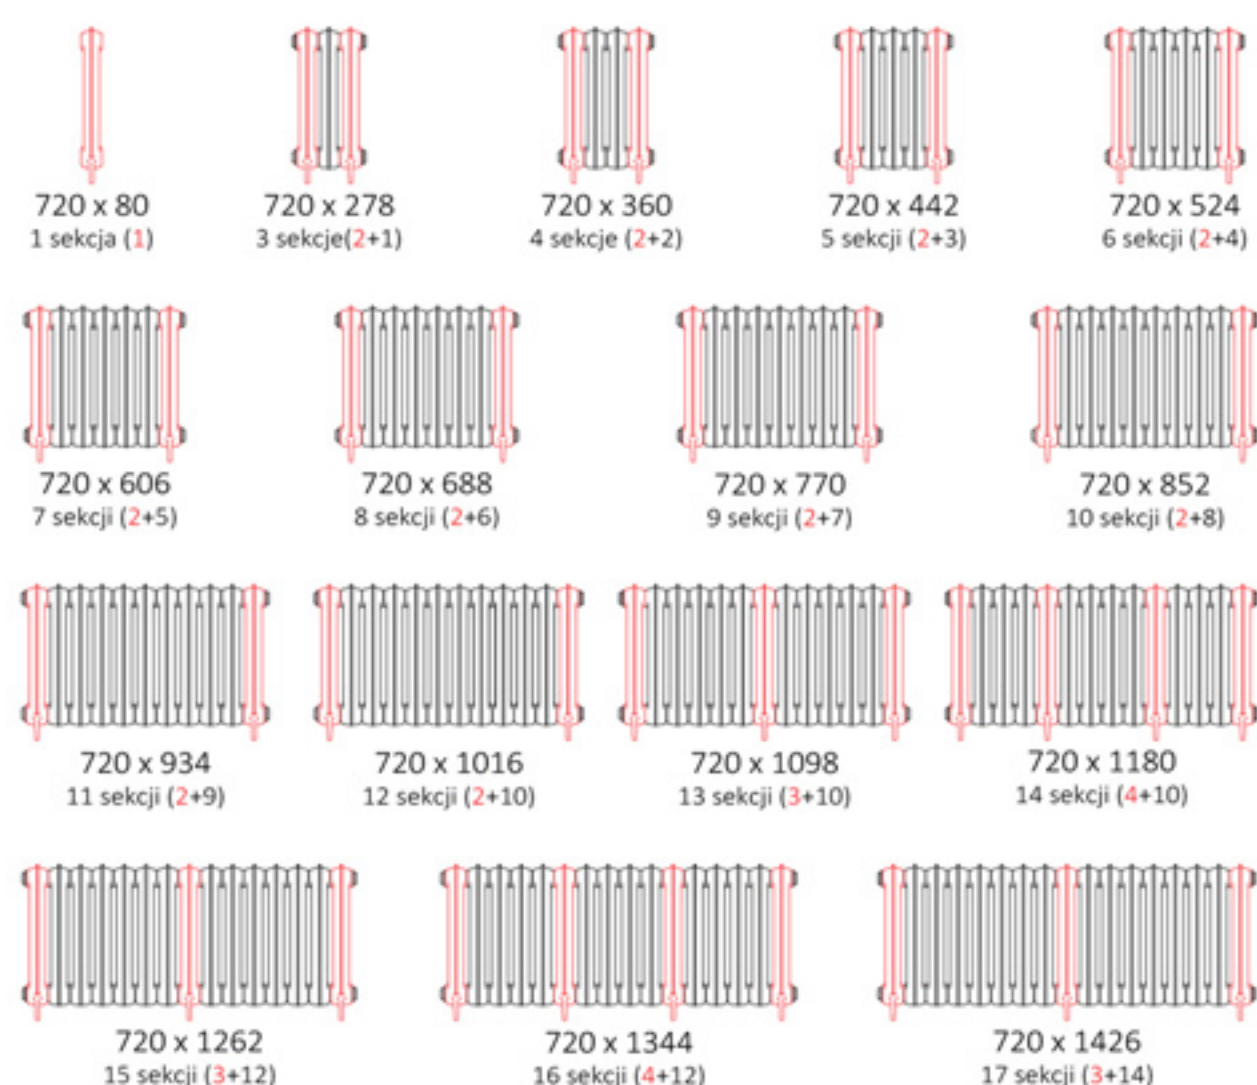 720 x 80
1 sekcja (1)
720 x 278
3 sekcje(2+1)
720 x 360
4 sekcje (2+2)
720 x 442
5 sekcji (2+3)
720 x 524
6 sekcji (2+4)
720 x 606
7 sekcji (2+5)
720 x 688
8 sekcji (2+6)
720 x 770
9 sekcji (2+7)
720 x 852
10 sekcji (2+8)
720 x 934
11 sekcji (2+9)
720 x 1016
12 sekcji (2+10)
720 x 1098
13 sekcji (3+10)
720 x 1180
14 sekcji (4+10)
720 x 1262
15 sekcji (3+12)
720 x 1344
16 sekcji (4+12)
720 x 1426
17 sekcji (3+14)